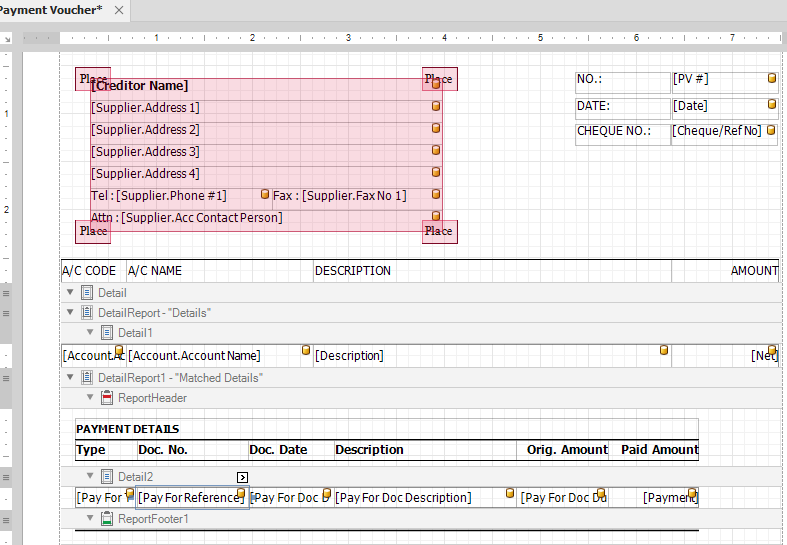 Payment Voucher*
1 2 3 4 5 6 7
Place Place
[Creditor Name]
NO.: [PV #]
[Supplier.Address 1]
DATE: [Date]
[Supplier.Address 2]
CHEQUE NO.: [Cheque/Ref No]
1
[Supplier.Address 3]
[Supplier.Address 4]
Tel : [Supplier.Phone #1] Fax : [Supplier.Fax No 1]
2
Attn : [Supplier.Acc Contact Person]
Place Place
A/C CODE A/C NAME DESCRIPTION AMOUNT
Detail
DetailReport - "Details"
Detail1
[Account.Ac [Account.Account Name] [Description] [Net]
DetailReport1 - "Matched Details"
ReportHeader
PAYMENT DETAILS
Type Doc. No. Doc. Date Description Orig. Amount Paid Amount
Detail2
[Pay For [Pay For Reference] [Pay For Doc D [Pay For Doc Description] [Pay For Doc [Payment]
ReportFooter1